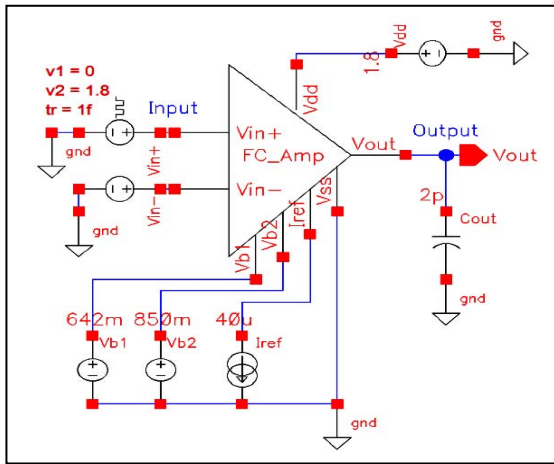 v1 = 0
v2 = 1.8
tr = 1f
Input
gnd
Vin+
Vin+
FC_Amp
Vin-
Vin-
gnd
Vdd
1.8
Vdd
gnd
Vout
Output
Vout
Vss
Iref
Vb2
Vb1
2p
Cout
gnd
642m
850m
40u
Vb1
Vb2
Iref
gnd